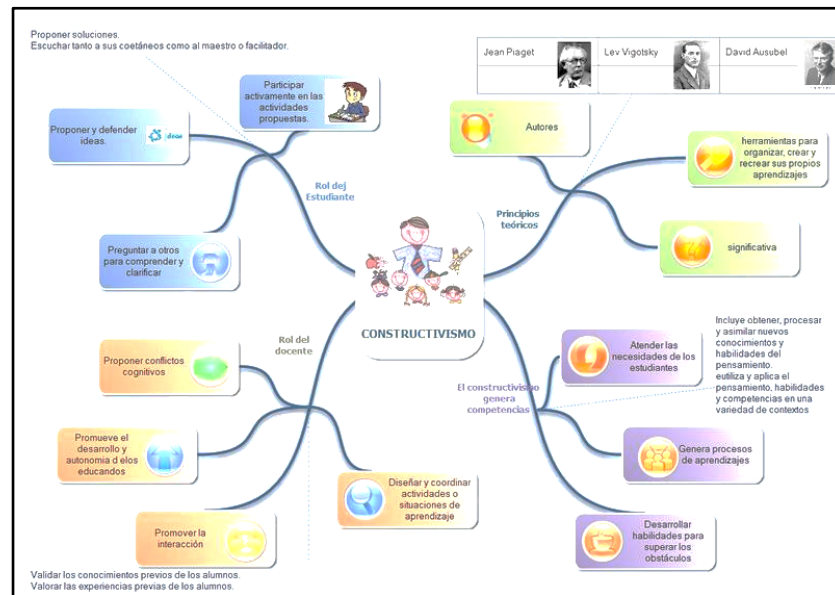 Proponer soluciones.
Escuchar tanto a sus coetáneos como al maestro o facilitador.
Participar
activamente en las
actividades
propuestas.
Proponer y defender
ideas.
Preguntar a otros
para comprender y
clarificar
Rol dej
Estudiante
Jean Piaget
Lev Vigotsky
David Ausubel
Autores
herramientas para
organizar, crear y
recrear sus propios
aprendizajes
significativa
Principios
teóricos
CONSTRUCTIVISMO
Rol del
docente
Proponer conflictos
cognitivos
Promueve el
desarrollo y
autonomia d elos
educandos
Promover la
interacción
Diseñar y coordinar
actividades o
situaciones de
aprendizaje
Validar los conocimientos previos de los alumnos.
Valorar las experiencias previas de los alumnos.
El constructivismo
genera
competencias
Atender las
necesidades de los
estudiantes
Incluye obtener, procesar
y asimilar nuevos
conocimientos y
habilidades del
pensamiento.
eutiliza y aplica el
pensamiento, habilidades
y competencias en una
variedad de contextos
Genera procesos
de aprendizajes
Desarrollar
habilidades para
superar los
obstáculos